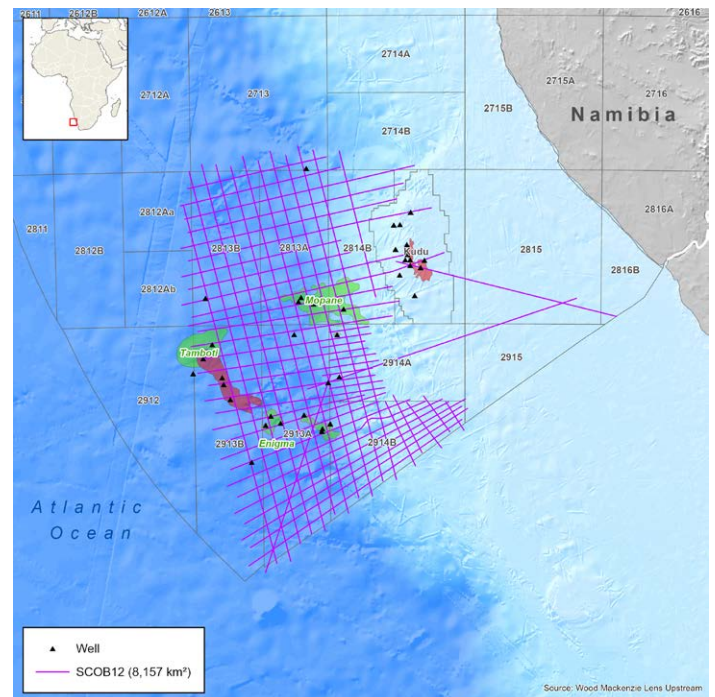 2611
2612B
2612A
2613
2616
2714A
2712A
2713
2715A
2716
2715B
Namibia
2714B
2811
2812B
2812Aa
2813B
2813A
2814B
Kudu
2815
2816A
2816B
2812Ab
Mopane
Tamboti
2912
2914A
2915
2913B
2913A
Enigma
2914B
Atlantic
Ocean
Well
SCOB12 (8,157 km²)
Source: Wood Mackenzie Lens Upstream